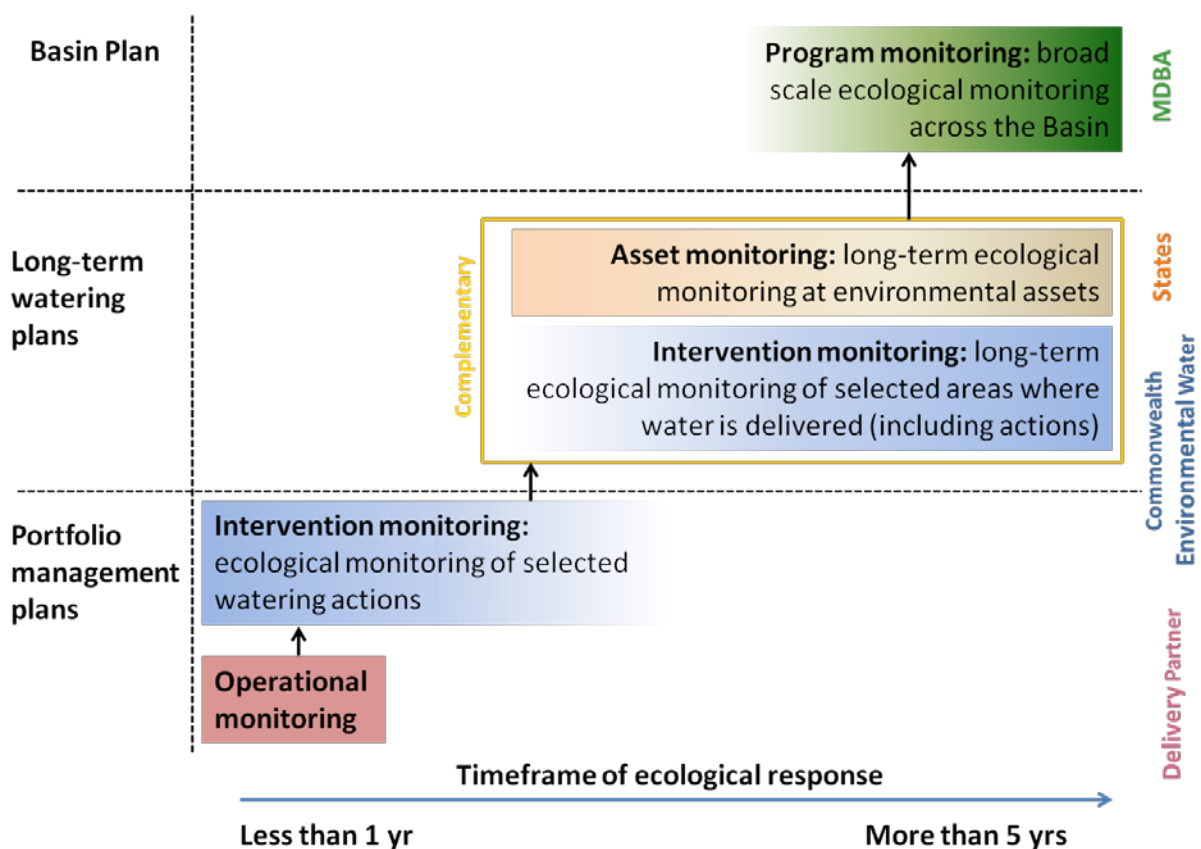 Basin Plan
Program monitoring: broad
scale ecological monitoring
across the Basin
MDBA
Long-term
watering
plans
Complementary
Asset monitoring: long-term ecological
monitoring at environmental assets
States
Intervention monitoring: long-term
ecological monitoring of selected areas where
water is delivered (including actions)
Commonwealth
Environmental Water
Portfolio
management
plans
Intervention monitoring:
ecological monitoring of selected
watering actions
Operational
monitoring
Delivery Partner
Timeframe of ecological response
Less than 1 yr
More than 5 yrs